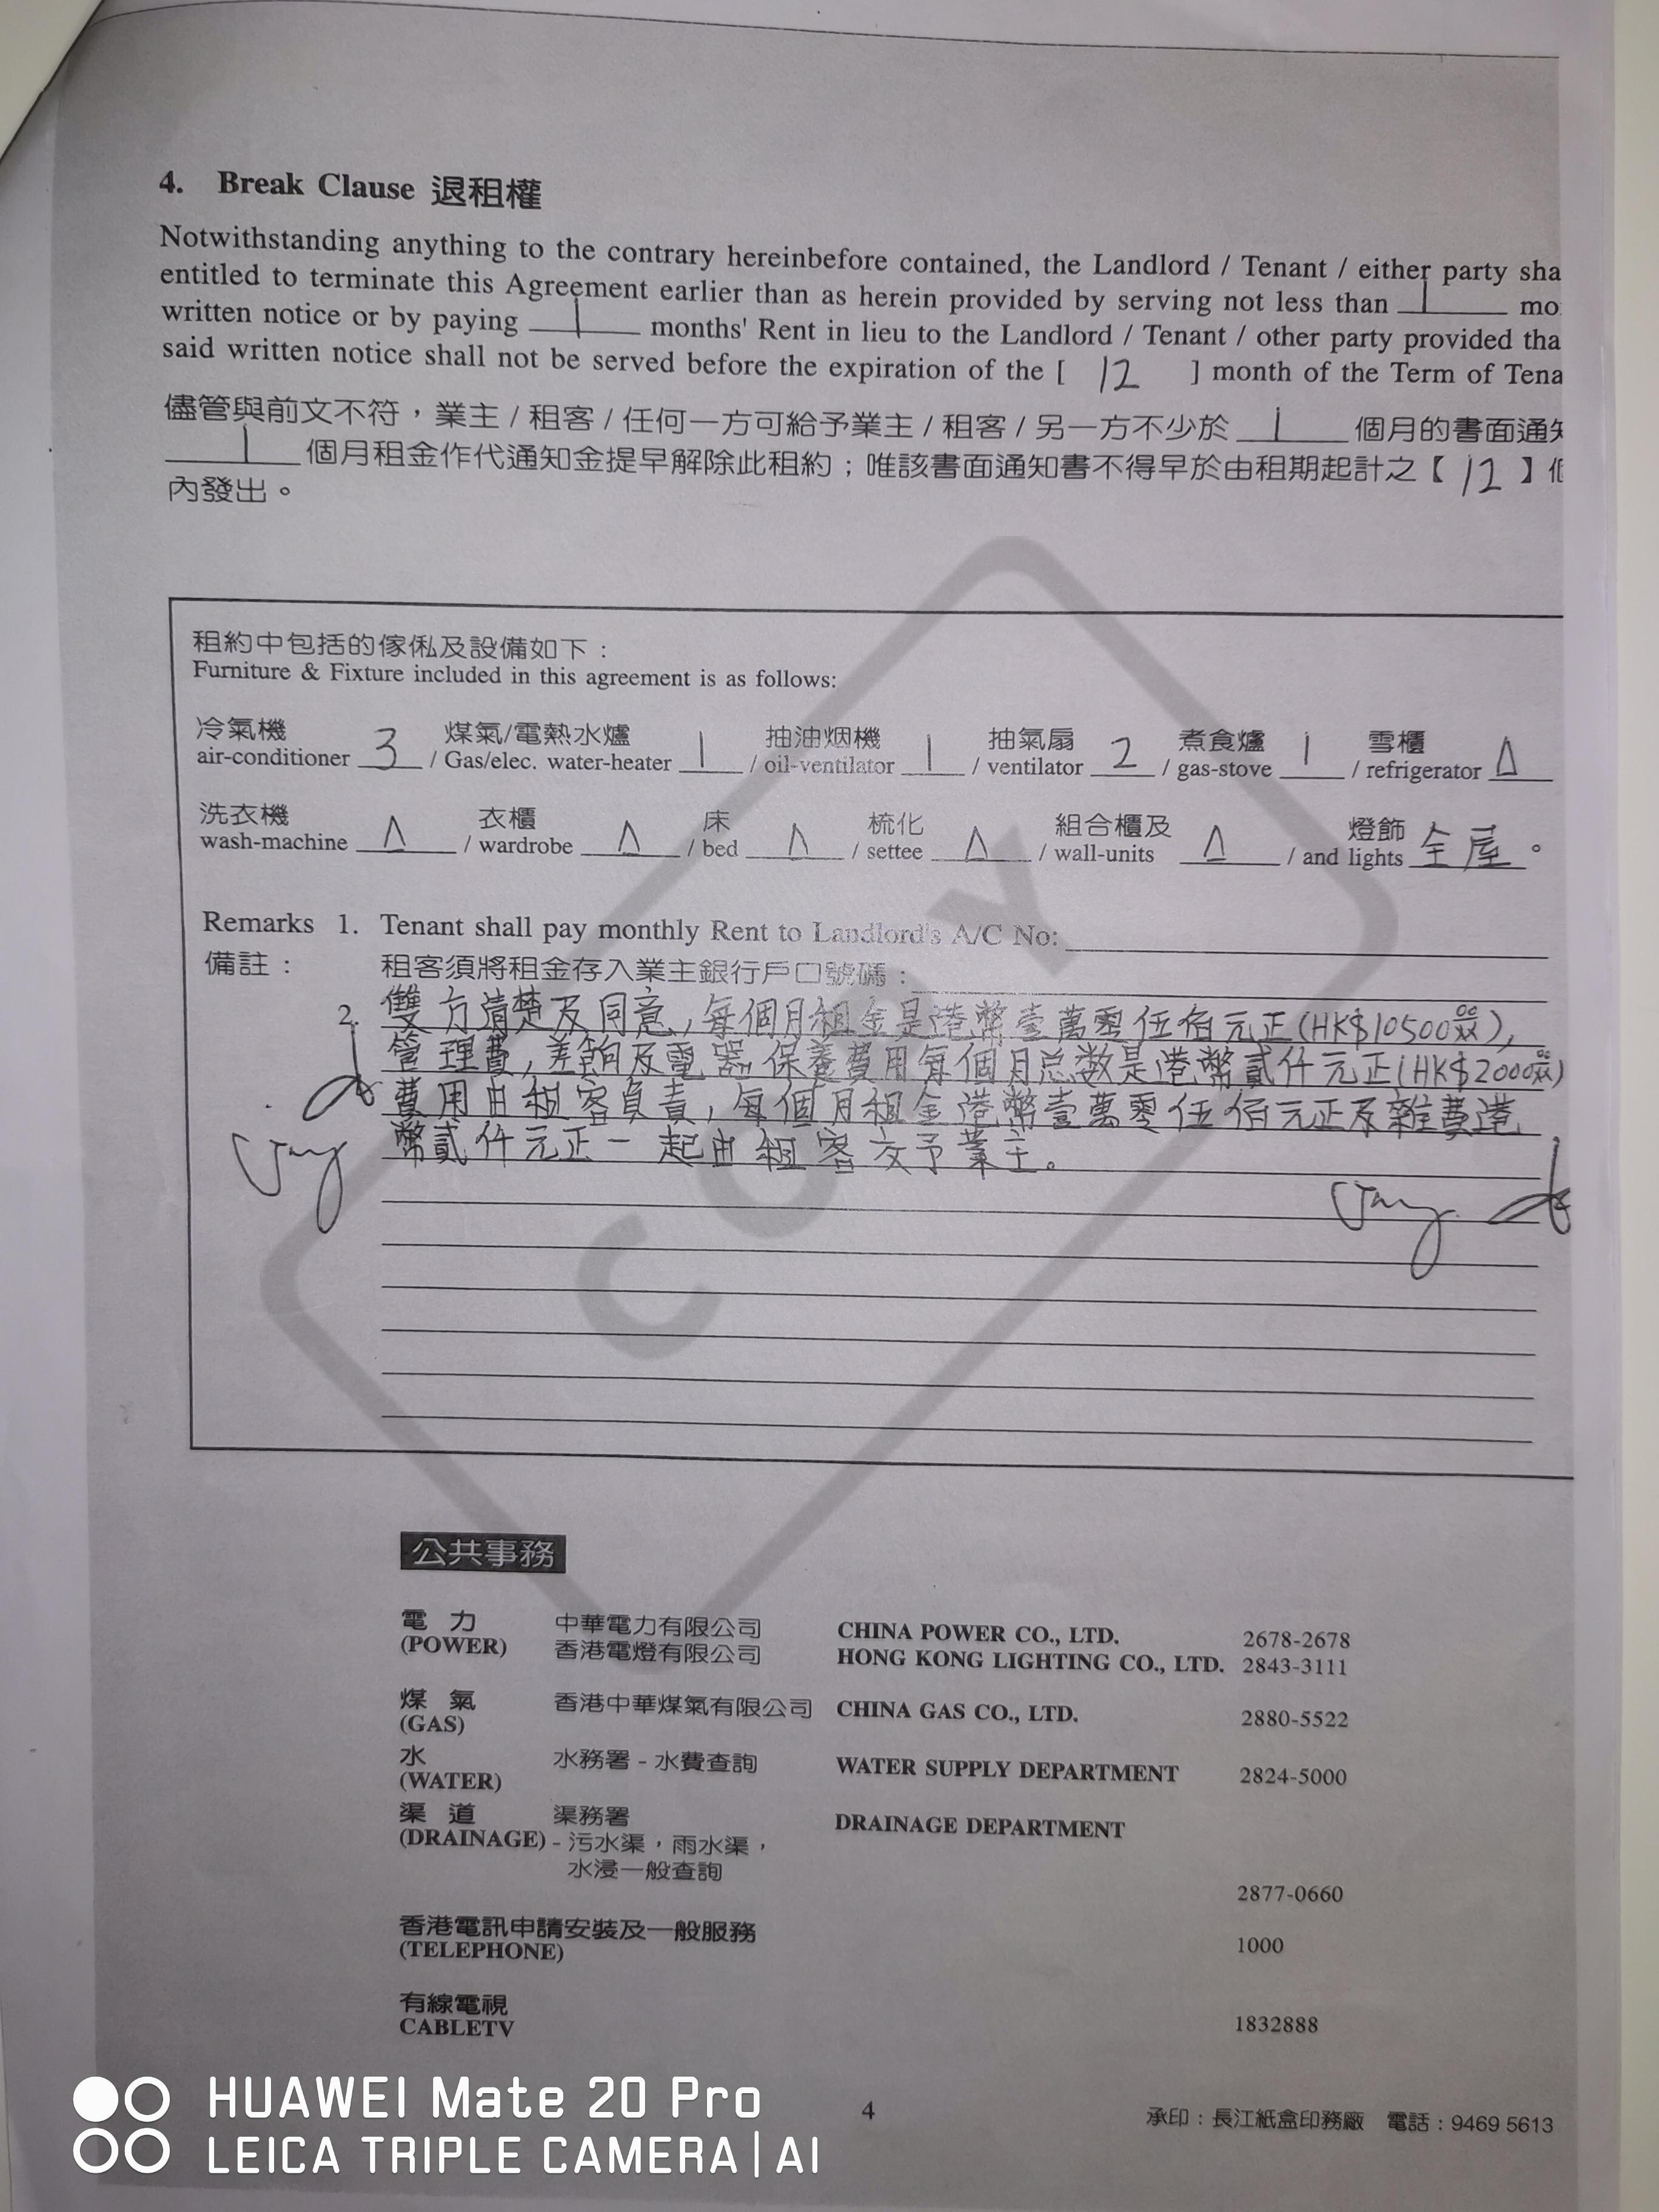 4. Break Clause 退租權
Notwithstanding anything to the contrary hereinbefore contained, the Landlord / Tenant / either party sha
entitled to terminate this Agreement earlier than as herein provided by serving not less than 1 mo
written notice or by paying 1 months' Rent in lieu to the Landlord / Tenant / other party provided tha
said written notice shall not be served before the expiration of the [ 12 ] month of the Term of Tena
儘管與前文不符，業主 / 租客 / 任何一方可給予業主 / 租客 / 另一方不少於 1 個月的書面通知
1 個月租金作代通知金提早解除此租約；唯該書面通知書不得早於由租期起計之【 12 】個
內發出。
租約中包括的傢俬及設備如下：
Furniture & Fixture included in this agreement is as follows:
冷氣機 煤氣/電熱水爐 抽油烟機 抽氣扇 煮食爐 雪櫃
air-conditioner 3 / Gas/elec. water-heater 1 / oil-ventilator 1 / ventilator 2 / gas-stove 1 / refrigerator Δ
洗衣機 衣櫃 床 梳化 組合櫃及 燈飾
wash-machine Δ / wardrobe Δ / bed Δ / settee Δ / wall-units Δ / and lights 全屋。
Remarks 1. Tenant shall pay monthly Rent to Landlord's A/C No:
備註： 租客須將租金存入業主銀行戶口號碼：
2. 雙方清楚及同意，每個月租金是港幣壹萬零伍佰元正(HK$10500),
管理費，差餉及電器保養費用每個月总数是港幣貳仟元正(HK$2000)
費用由租客負責，每個月租金港幣壹萬零伍佰元正及雜費港
幣貳仟元正一起由租客交予業主。
公共事務
電 力 中華電力有限公司 CHINA POWER CO., LTD. 2678-2678
(POWER) 香港電燈有限公司 HONG KONG LIGHTING CO., LTD. 2843-3111
煤 氣 香港中華煤氣有限公司 CHINA GAS CO., LTD. 2880-5522
(GAS)
水 水務署 - 水費查詢 WATER SUPPLY DEPARTMENT 2824-5000
(WATER)
渠 道 渠務署 DRAINAGE DEPARTMENT
(DRAINAGE) - 污水渠，雨水渠，
水浸一般查詢
2877-0660
香港電訊申請安裝及一般服務
(TELEPHONE) 1000
有線電視
CABLETV 1832888
4
承印：長江紙盒印務廠 電話：9469 5613
COPY
HUAWEI Mate 20 Pro
LEICA TRIPLE CAMERA | AI